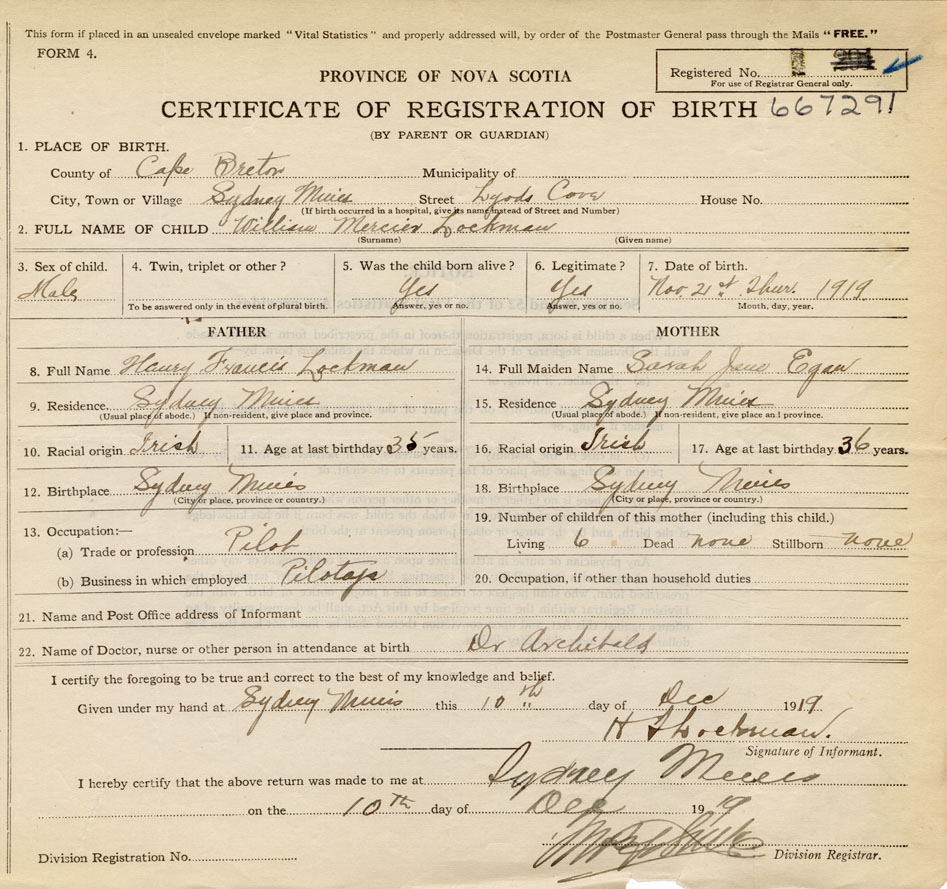 This form if placed in an unsealed envelope marked "Vital Statistics" and properly addressed will, by order of the Postmaster General pass through the Mails "FREE."
FORM 4.
Registered No.
For use of Registrar General only.
PROVINCE OF NOVA SCOTIA
CERTIFICATE OF REGISTRATION OF BIRTH 667291
(BY PARENT OR GUARDIAN)
1. PLACE OF BIRTH.
County of Cape Breton Municipality of
City, Town or Village Sydney Mines Street Lyods Cove House No.
(If birth occurred in a hospital, give its name instead of Street and Number)
2. FULL NAME OF CHILD William Mercier Lockman
(Surname) (Given name)
3. Sex of child. 4. Twin, triplet or other? 5. Was the child born alive? 6. Legitimate? 7. Date of birth.
Male Yes Yes Nov. 21st Thur. 1919
To be answered only in the event of plural birth. Answer, yes or no. Answer, yes or no. Month, day, year.
FATHER MOTHER
8. Full Name Henry Francis Lockman 14. Full Maiden Name Sarah Jane Egan
9. Residence. Sydney Mines 15. Residence Sydney Mines
(Usual place of abode.) If non-resident, give place and province. (Usual place of abode.) If non-resident, give place and province.
10. Racial origin Irish 11. Age at last birthday 35 years. 16. Racial origin Irish 17. Age at last birthday 36 years.
12. Birthplace Sydney Mines 18. Birthplace Sydney Mines
(City or place, province or country.) (City or place, province or country.)
13. Occupation:— 19. Number of children of this mother (including this child.)
(a) Trade or profession Pilot Living 6 Dead none Stillborn none
(b) Business in which employed Pilotage 20. Occupation, if other than household duties
21. Name and Post Office address of Informant
22. Name of Doctor, nurse or other person in attendance at birth Dr Archibald
I certify the foregoing to be true and correct to the best of my knowledge and belief.
Given under my hand at Sydney Mines this 10th day of Dec 1919.
H F Lockman.
Signature of Informant.
I hereby certify that the above return was made to me at Sydney Mines
on the 10TH day of Dec 1919
Division Registration No. Division Registrar.